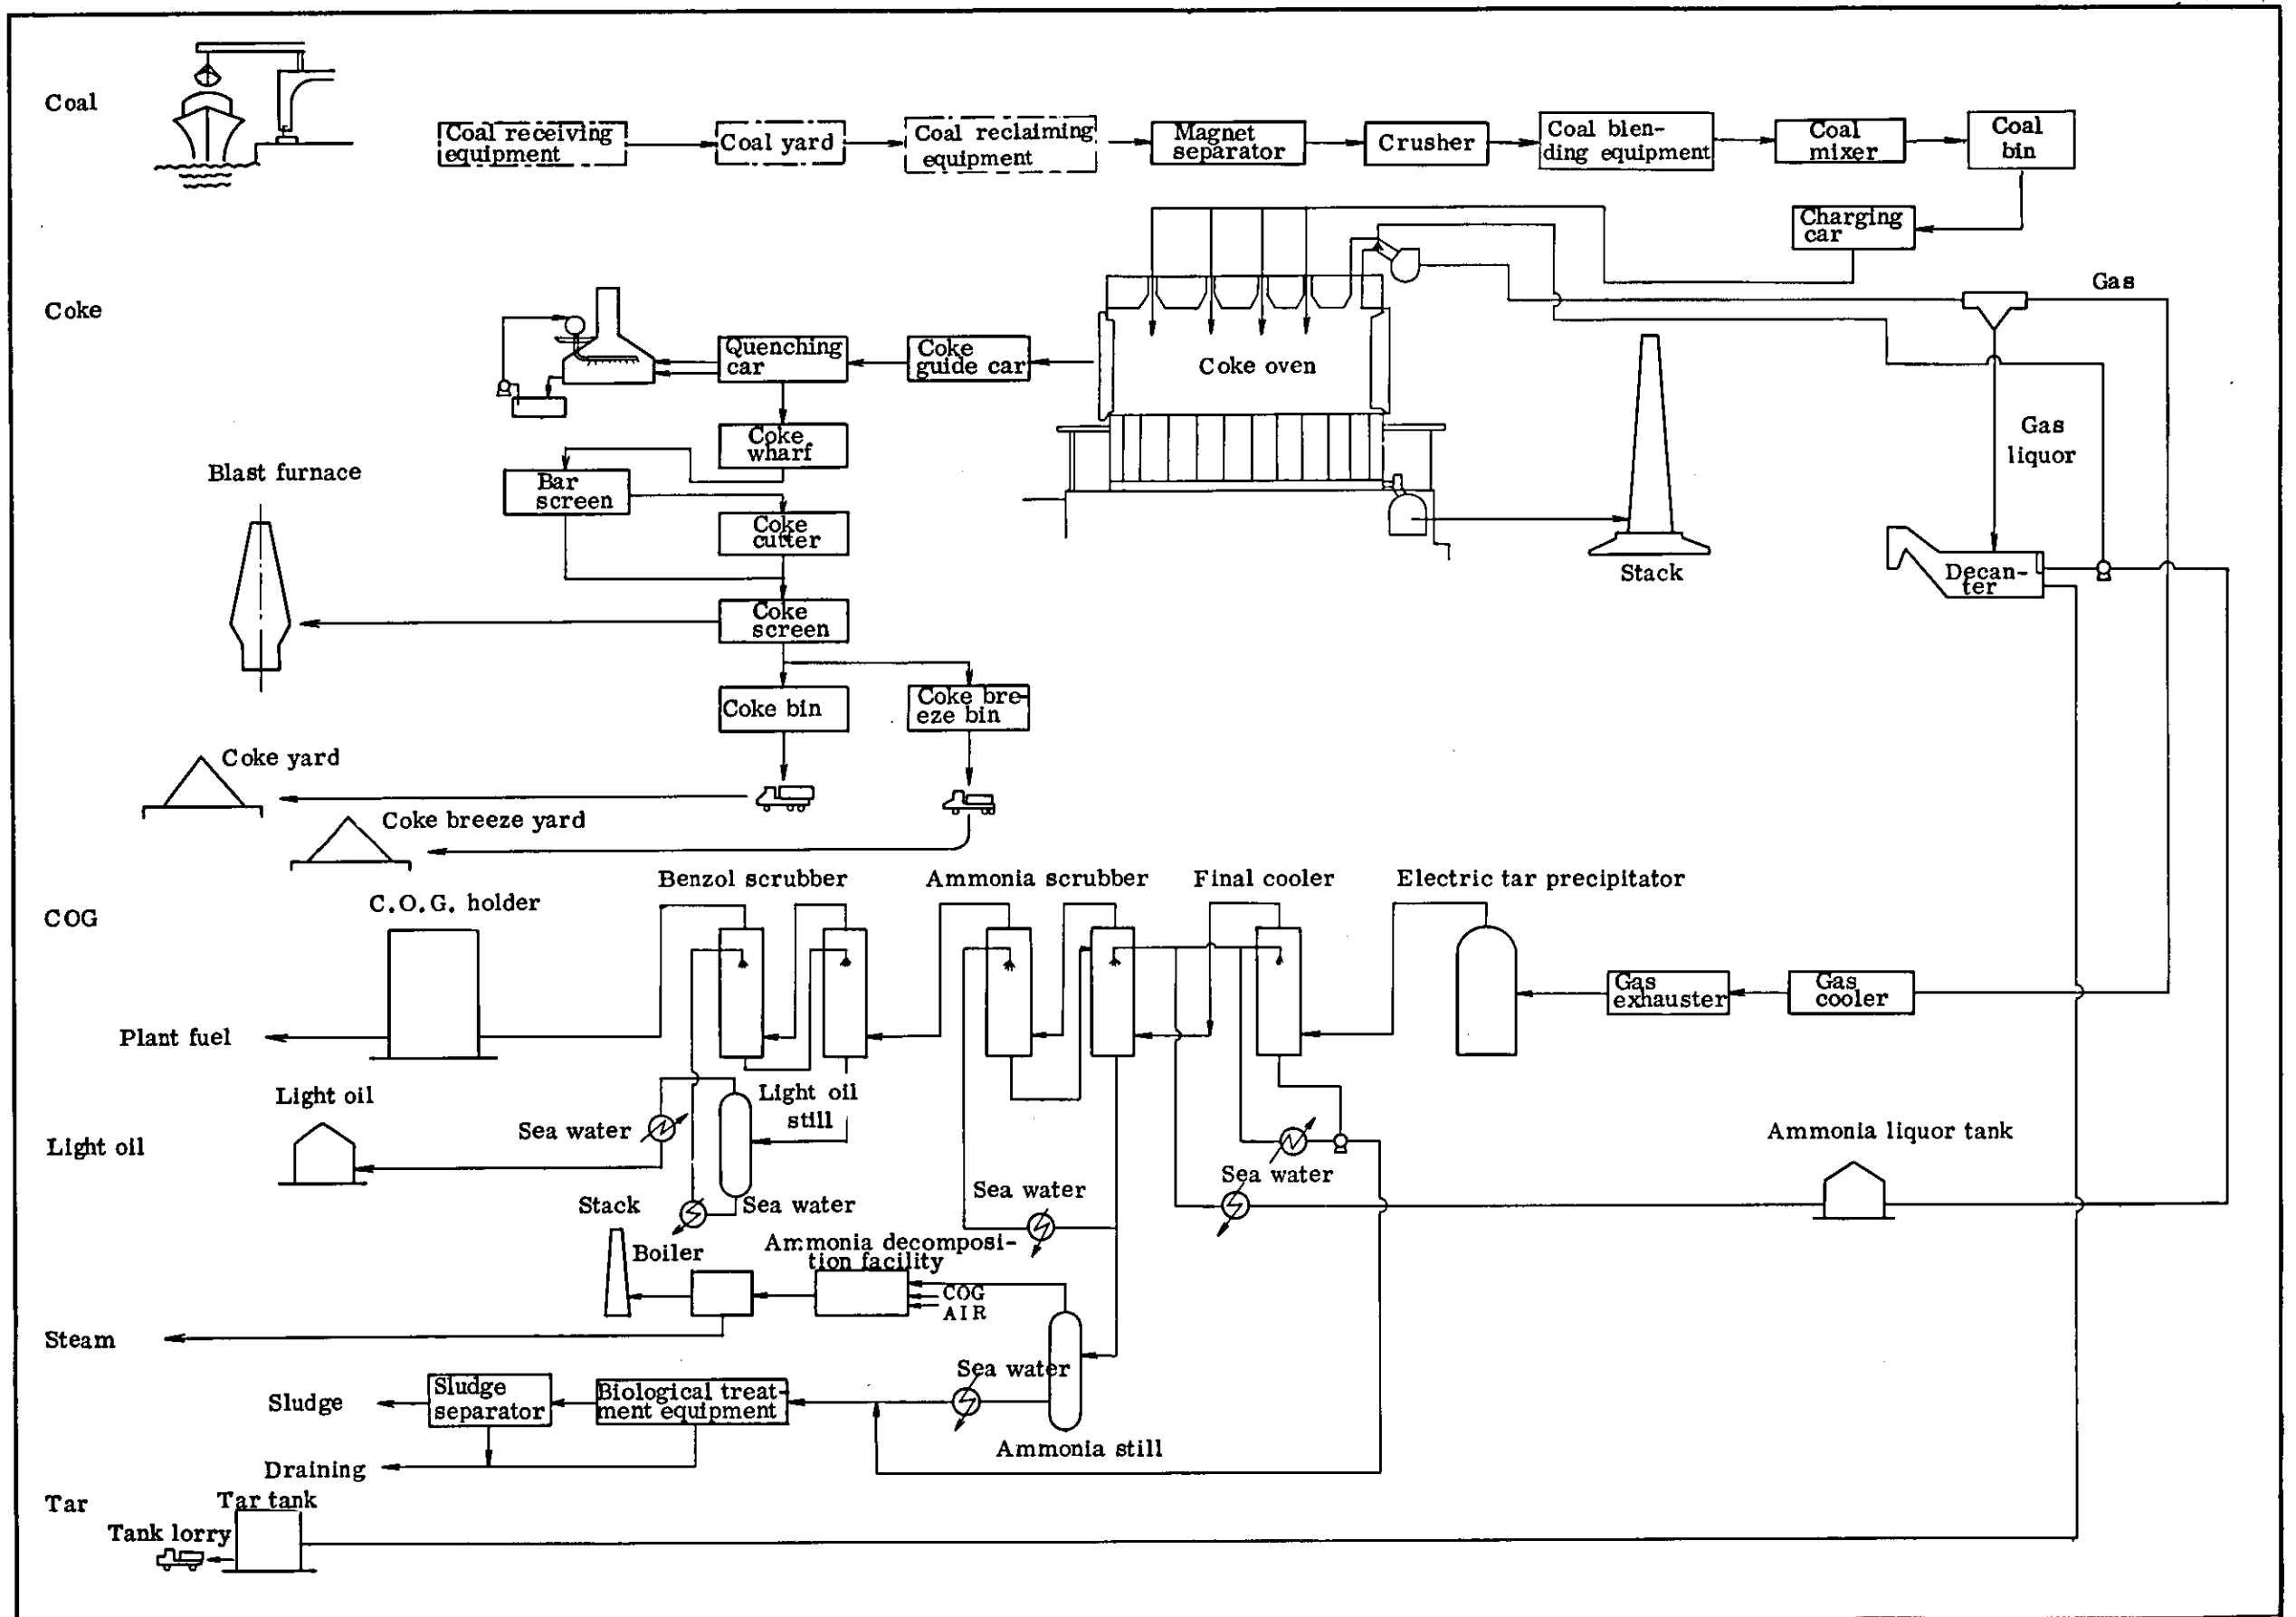 Coal
Coal receiving
equipment
Coal yard
Coal reclaiming
equipment
Magnet
separator
Crusher
Coal blen-
ding equipment
Coal
mixer
Coal
bin
Charging
car
Gas
Coke
Quenching
car
Coke
guide car
Coke oven
Coke
wharf
Gas
liquor
Blast furnace
Bar
screen
Coke
cutter
Stack
Decan-
ter
Coke
screen
Coke bin
Coke bre-
eze bin
Coke yard
Coke breeze yard
Benzol scrubber
Ammonia scrubber
Final cooler
Electric tar precipitator
C.O.G. holder
COG
Gas
exhauster
Gas
cooler
Plant fuel
Light oil
Light oil
still
Sea water
Light oil
Ammonia liquor tank
Sea water
Sea water
Stack
Sea water
Boiler
Ammonia decomposi-
tion facility
COG
AIR
Steam
Sea water
Sludge
Sludge
separator
Biological treat-
ment equipment
Ammonia still
Draining
Tar
Tar tank
Tank lorry